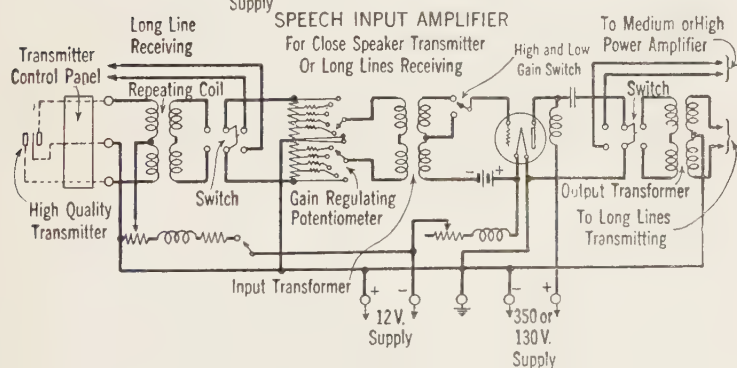 Supply
SPEECH INPUT AMPLIFIER
For Close Speaker Transmitter
Or Long Lines Receiving
Long Line
Receiving
Transmitter
Control Panel
Repeating Coil
High and Low
Gain Switch
To Medium or High
Power Amplifier
Switch
High Quality
Transmitter
Switch
Gain Regulating
Potentiometer
Output Transformer
To Long Lines
Transmitting
Input Transformer
- +
+ - - +
12 V.
Supply
350 or
130 V.
Supply